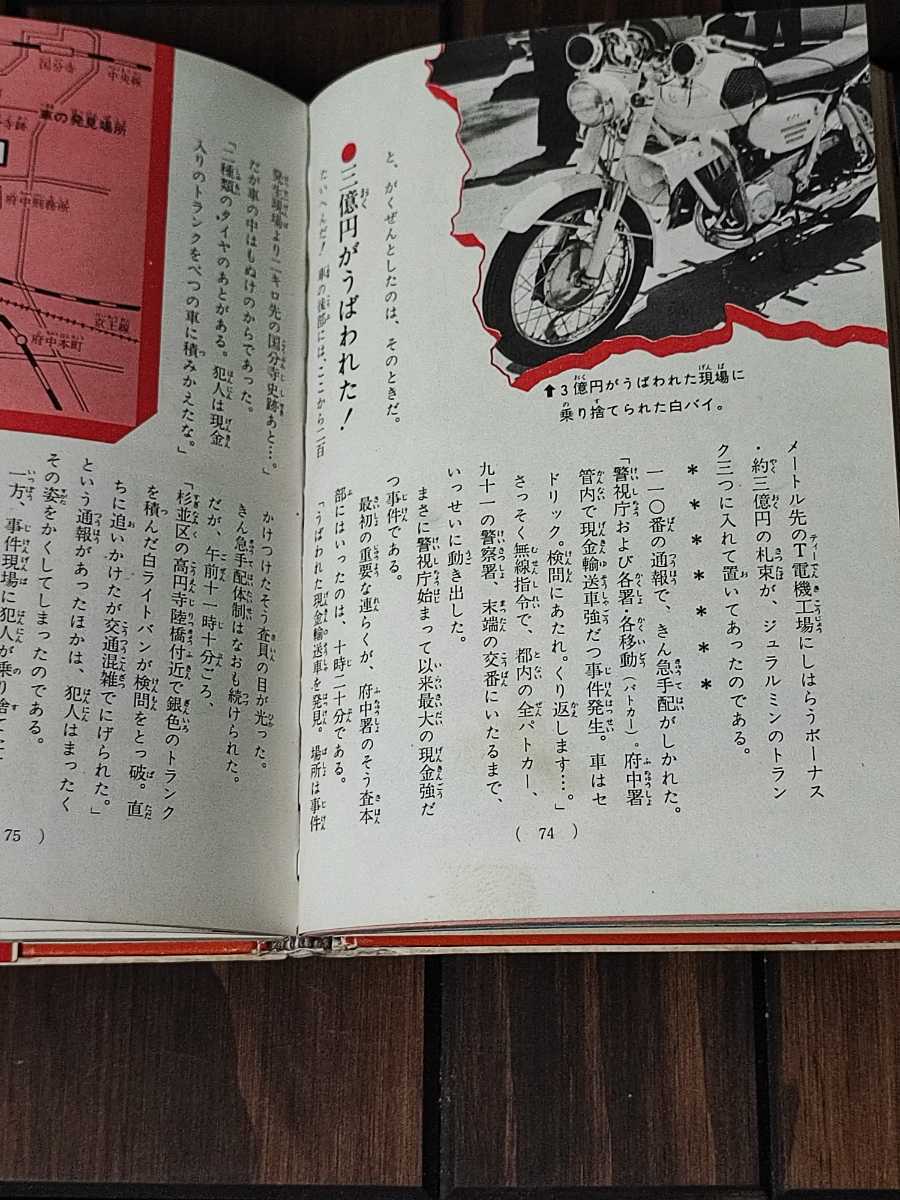 と、がくぜんとしたのは、そのときだ。
●三億円がうばわれた!
たいへんだ! 車の後部には、ここから二百
⬆3億円がうばわれた現場に
乗り捨てられた白バイ。
メートル先のT電機工場にしはらうボーナス
・約三億円の札束が、ジュラルミンのトラン
ク三つに入れて置いてあったのである。
＊＊＊＊＊＊＊
一一〇番の通報で、きん急手配がしかれた。
「警視庁および各署・各移動(パトカー)。府中署
管内で現金輸送車強だつ事件発生。車はセ
ドリック。検問にあたれ。くり返します…。」
さっそく無線指令で、都内の全パトカー、
九十一の警察署、末端の交番にいたるまで、
いっせいに動き出した。
まさに警視庁始まって以来最大の現金強だ
つ事件である。
最初の重要な連らくが、府中署のそう査本
部にはいったのは、十時二十分である。
「うばわれた現金輸送車を発見。場所は事件
( 74 )
発生現場より一キロ先の国分寺史跡あと…。」
だが車の中はもぬけのからであった。
「二種類のタイヤのあとがある。犯人は現金
入りのトランクをべつの車に積みかえたな。」
かけつけたそう査員の目が光った。
きん急手配体制はなおも続けられた。
だが、午前十一時十分ごろ、
「杉並区の高円寺陸橋付近で銀色のトランク
を積んだ白ライトバンが検問をとっ破。直
ちに追いかけたが交通混雑でにげられた。」
という通報があったほかは、犯人はまったく
その姿をかくしてしまったのである。
一方、事件現場に犯人が乗り捨てた
75 )
国分寺
中央線
車の発見場所
寺跡
府中刑務所
京王線
府中本町